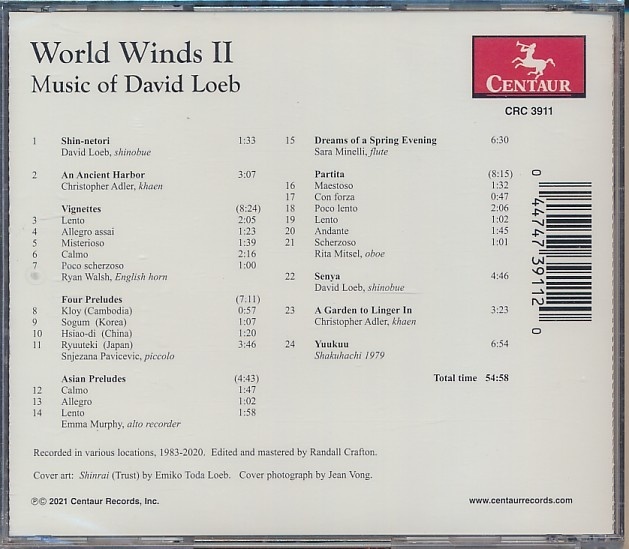 World Winds II
Music of David Loeb
CENTAUR
CRC 3911
1 Shin-netori 1:33
David Loeb, shinobue
2 An Ancient Harbor 3:07
Christopher Adler, khaen
Vignettes (8:24)
3 Lento 2:05
4 Allegro assai 1:23
5 Misterioso 1:39
6 Calmo 2:16
7 Poco scherzoso 1:00
Ryan Walsh, English horn
Four Preludes (7:11)
8 Kloy (Cambodia) 0:57
9 Sogum (Korea) 1:07
10 Hsiao-di (China) 1:20
11 Ryuuteki (Japan) 3:46
Snjezana Pavicevic, piccolo
Asian Preludes (4:43)
12 Calmo 1:47
13 Allegro 1:02
14 Lento 1:58
Emma Murphy, alto recorder
15 Dreams of a Spring Evening 6:30
Sara Minelli, flute
Partita (8:15)
16 Maestoso 1:32
17 Con forza 0:47
18 Poco lento 2:06
19 Lento 1:02
20 Andante 1:45
21 Scherzoso 1:01
Rita Mitsel, oboe
22 Senya 4:46
David Loeb, shinobue
23 A Garden to Linger In 3:23
Christopher Adler, khaen
24 Yuukuu 6:54
Shakuhachi 1979
Total time 54:58
0 44747 39112 0
Recorded in various locations, 1983-2020. Edited and mastered by Randall Crafton.
Cover art: Shinrai (Trust) by Emiko Toda Loeb. Cover photograph by Jean Vong.
℗© 2021 Centaur Records, Inc.
www.centaurrecords.com